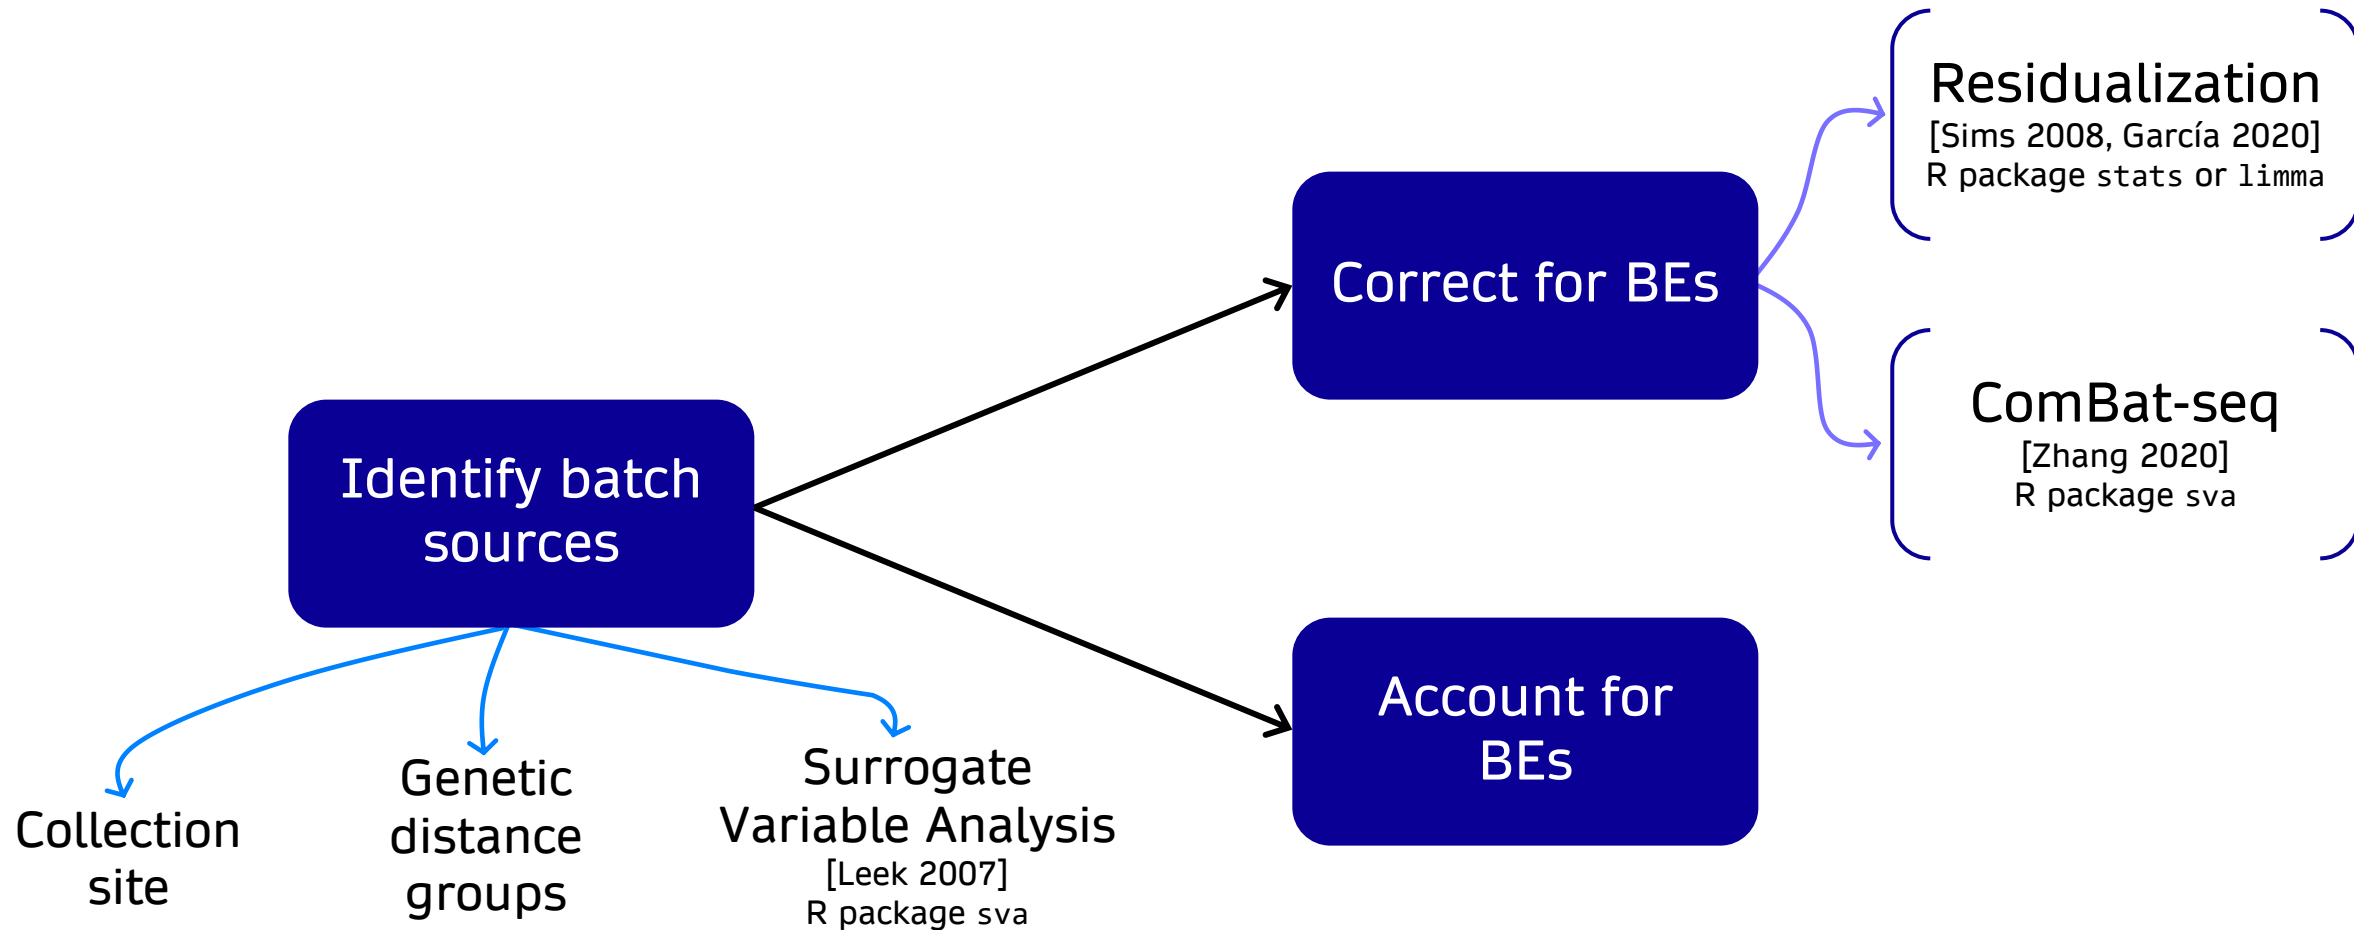 Residualization
[Sims 2008, García 2020]
R package stats or limma
Correct for BEs
ComBat-seq
[Zhang 2020]
R package sva
Identify batch
sources
Account for
BEs
Collection
site
Genetic
distance
groups
Surrogate
Variable Analysis
[Leek 2007]
R package sva